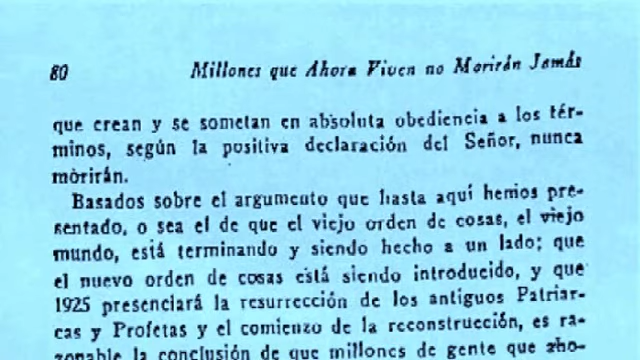 80 Millones que Ahora Viven no Morirán Jamás
que crean y se sometan en absoluta obediencia a los tér-
minos, según la positiva declaración del Señor, nunca
morirán.
Basados sobre el argumento que hasta aquí hemos pre-
sentado, o sea el de que el viejo orden de cosas, el viejo
mundo, está terminando y siendo hecho a un lado; que
el nuevo orden de cosas está siendo introducido, y que
1925 presenciará la resurrección de los antiguos Patriar-
cas y Profetas y el comienzo de la reconstrucción, es ra-
zonable la conclusión de que millones de gente que aho-